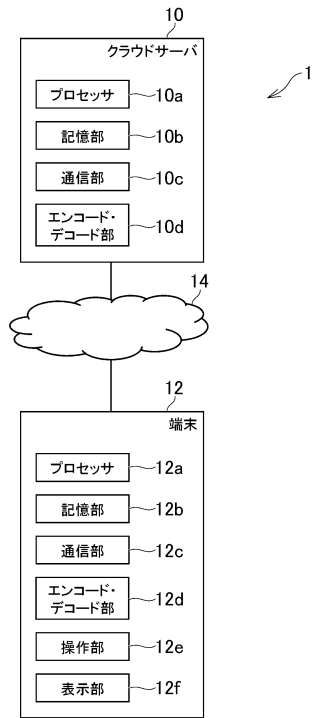 10
クラウドサーバ
1
プロセッサ 10a
記憶部 10b
通信部 10c
エンコード・
デコード部 10d
14
12
端末
プロセッサ 12a
記憶部 12b
通信部 12c
エンコード・
デコード部 12d
操作部 12e
表示部 12f